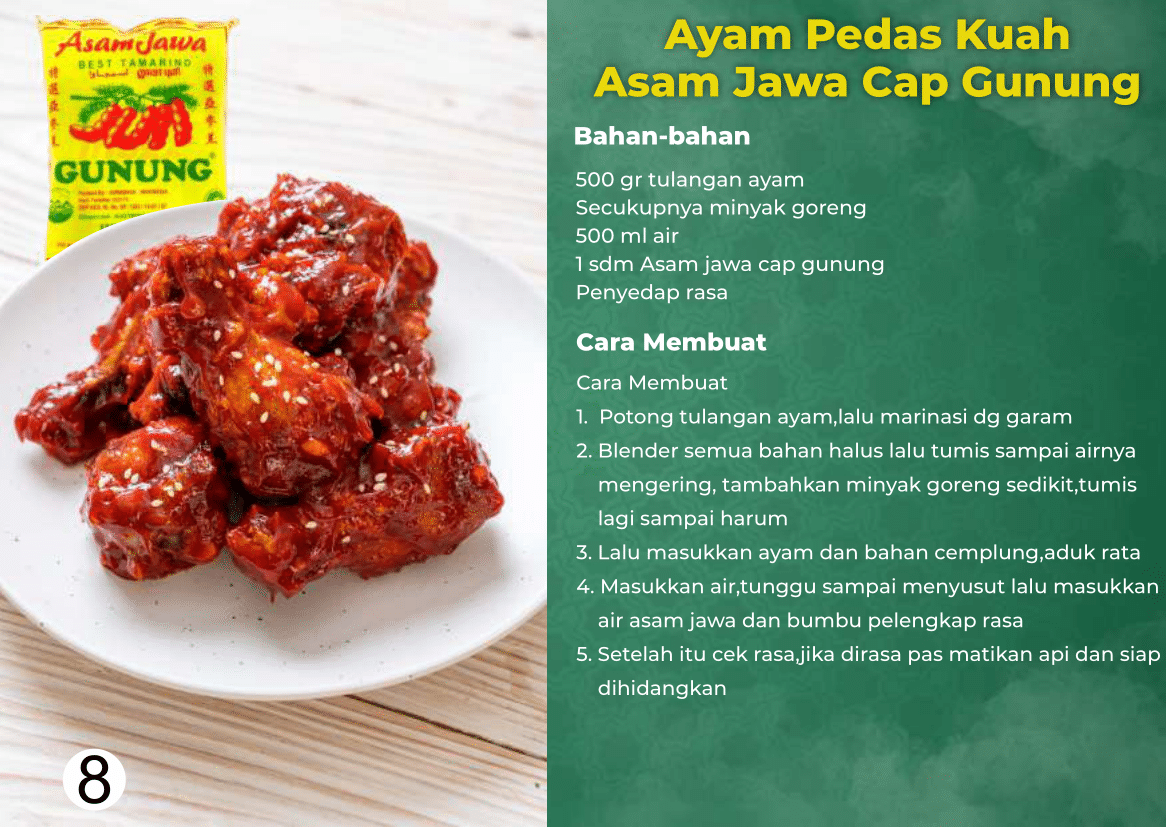 Asam Jawa
BEST TAMARIND
GUNUNG
Ayam Pedas Kuah
Asam Jawa Cap Gunung
Bahan-bahan
500 gr tulangan ayam
Secukupnya minyak goreng
500 ml air
1 sdm Asam jawa cap gunung
Penyedap rasa
Cara Membuat
Cara Membuat
1. Potong tulangan ayam,lalu marinasi dg garam
2. Blender semua bahan halus lalu tumis sampai airnya
mengering, tambahkan minyak goreng sedikit,tumis
lagi sampai harum
3. Lalu masukkan ayam dan bahan cemplung,aduk rata
4. Masukkan air,tunggu sampai menyusut lalu masukkan
air asam jawa dan bumbu pelengkap rasa
5. Setelah itu cek rasa,jika dirasa pas matikan api dan siap
dihidangkan
8